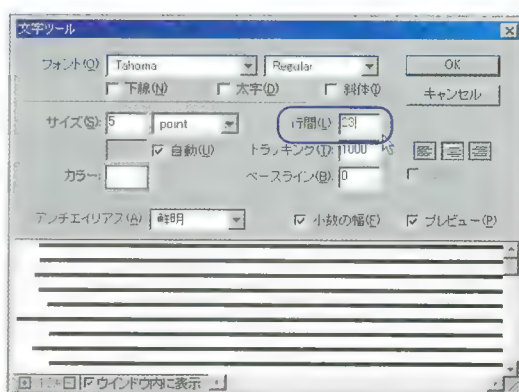 文字ツール
フォント(O) Tahoma Regular OK
下線(N) 太字(D) 斜体(I) キャンセル
サイズ(S): 5 point 行間(L): 23
自動(U) トラッキング(T): 1000
カラー: ベースライン(B): 0
アンチエイリアス(A) 鮮明 小数の幅(F) プレビュー(P)
ウインドウ内に表示